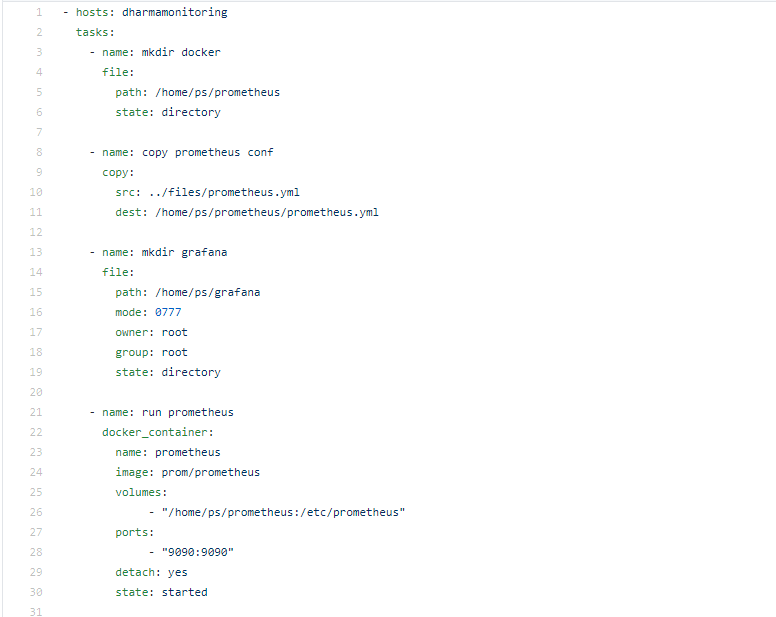 1 - hosts: dharmamonitoring
2 tasks:
3 - name: mkdir docker
4 file:
5 path: /home/ps/prometheus
6 state: directory
7
8 - name: copy prometheus conf
9 copy:
10 src: ../files/prometheus.yml
11 dest: /home/ps/prometheus/prometheus.yml
12
13 - name: mkdir grafana
14 file:
15 path: /home/ps/grafana
16 mode: 0777
17 owner: root
18 group: root
19 state: directory
20
21 - name: run prometheus
22 docker_container:
23 name: prometheus
24 image: prom/prometheus
25 volumes:
26 - "/home/ps/prometheus:/etc/prometheus"
27 ports:
28 - "9090:9090"
29 detach: yes
30 state: started
31